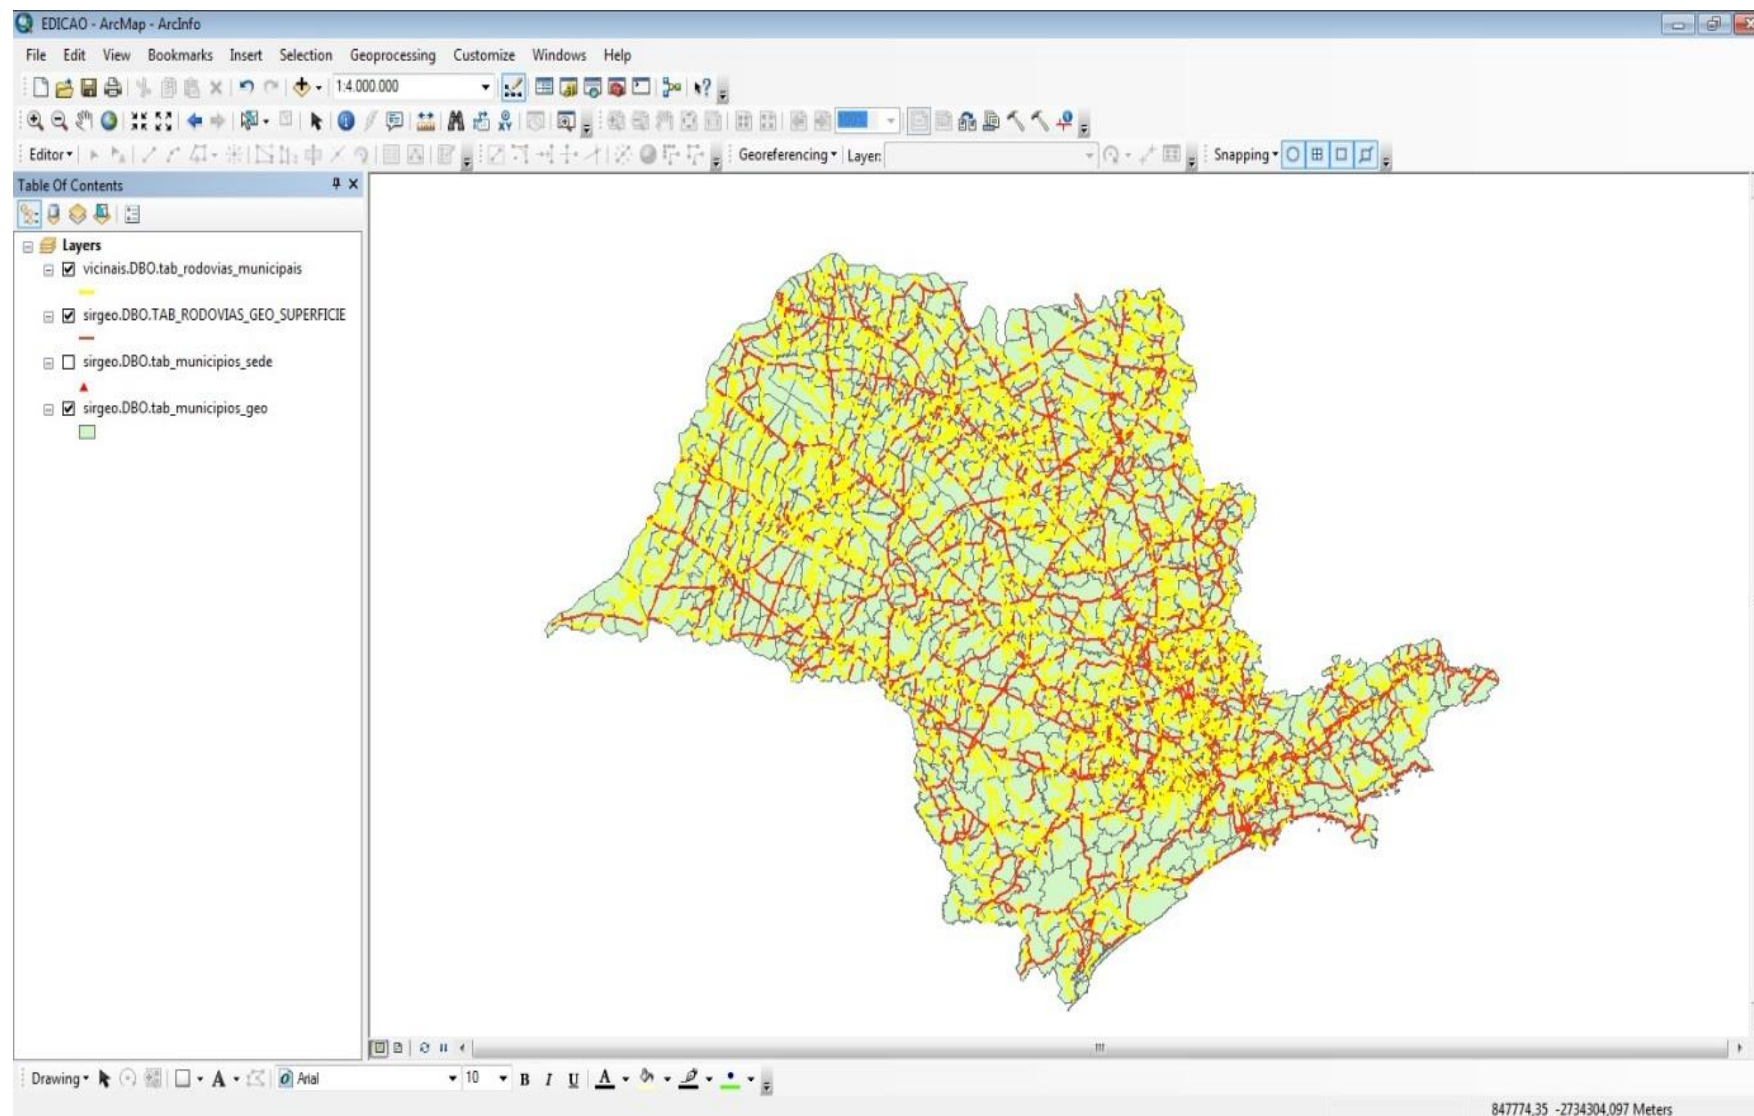 EDICAO - ArcMap - ArcInfo
File Edit View Bookmarks Insert Selection Geoprocessing Customize Windows Help
1:4.000.000
100%
Editor Georeferencing Layer: Snapping
Table Of Contents
Layers
vicinais.DBO.tab_rodovias_municipais
sirgeo.DBO.TAB_RODOVIAS_GEO_SUPERFICIE
sirgeo.DBO.tab_municipios_sede
sirgeo.DBO.tab_municipios_geo
Drawing A Arial 10 B I U A
847774,35 -2734304,097 Meters